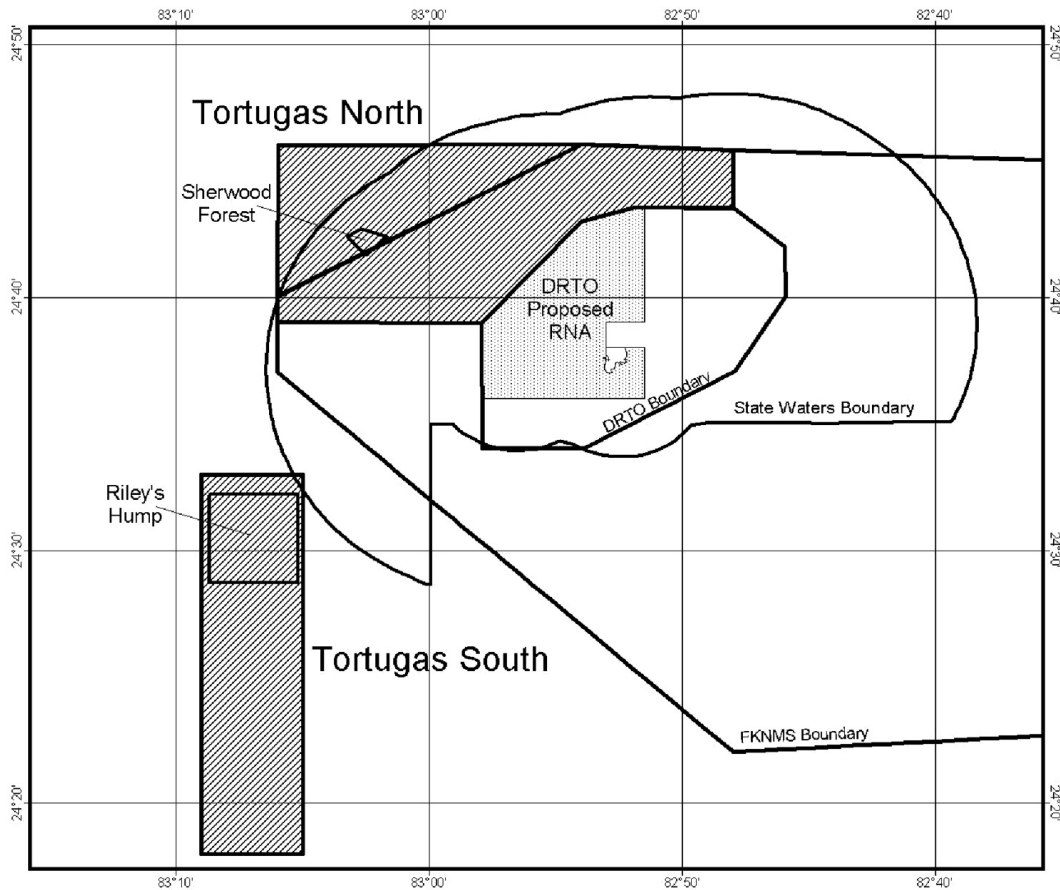 83°10' 83°00' 82°50' 82°40'
24°50' 24°50'
Tortugas North
Sherwood
Forest
24°40' 24°40'
DRTO
Proposed
RNA
DRTO Boundary
State Waters Boundary
Riley's
Hump
24°30' 24°30'
Tortugas South
FKNMS Boundary
24°20' 24°20'
83°10' 83°00' 82°50' 82°40'